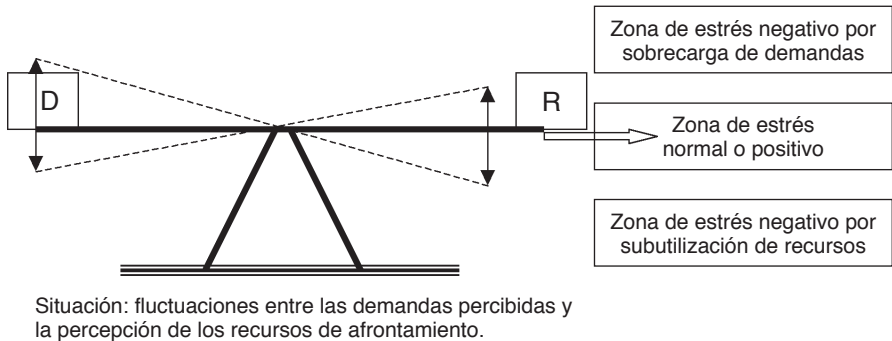 Zona de estrés negativo por
sobrecarga de demandas
D
R
Zona de estrés
normal o positivo
Zona de estrés negativo por
subutilización de recursos
Situación: fluctuaciones entre las demandas percibidas y
la percepción de los recursos de afrontamiento.